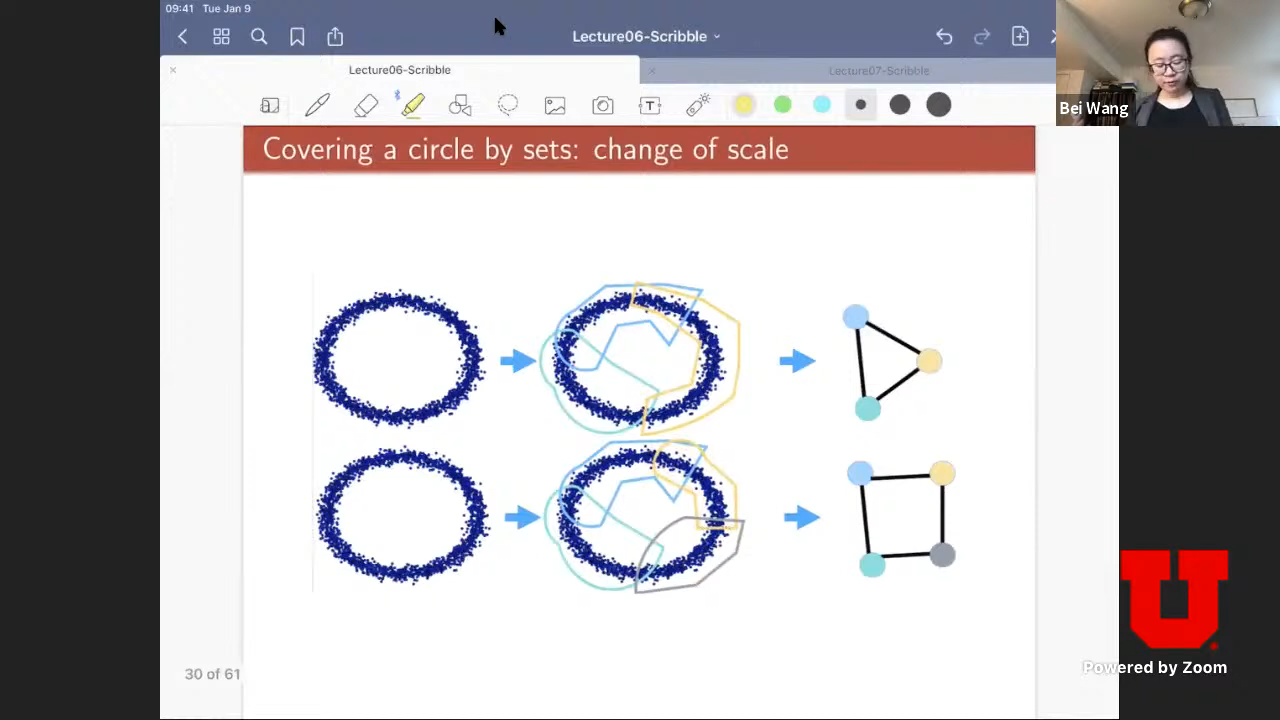 09:41 Tue Jan 9
Lecture06-Scribble
Lecture06-Scribble
Lecture07-Scribble
T
Bei Wang
Covering a circle by sets: change of scale
30 of 61
U
Powered by Zoom